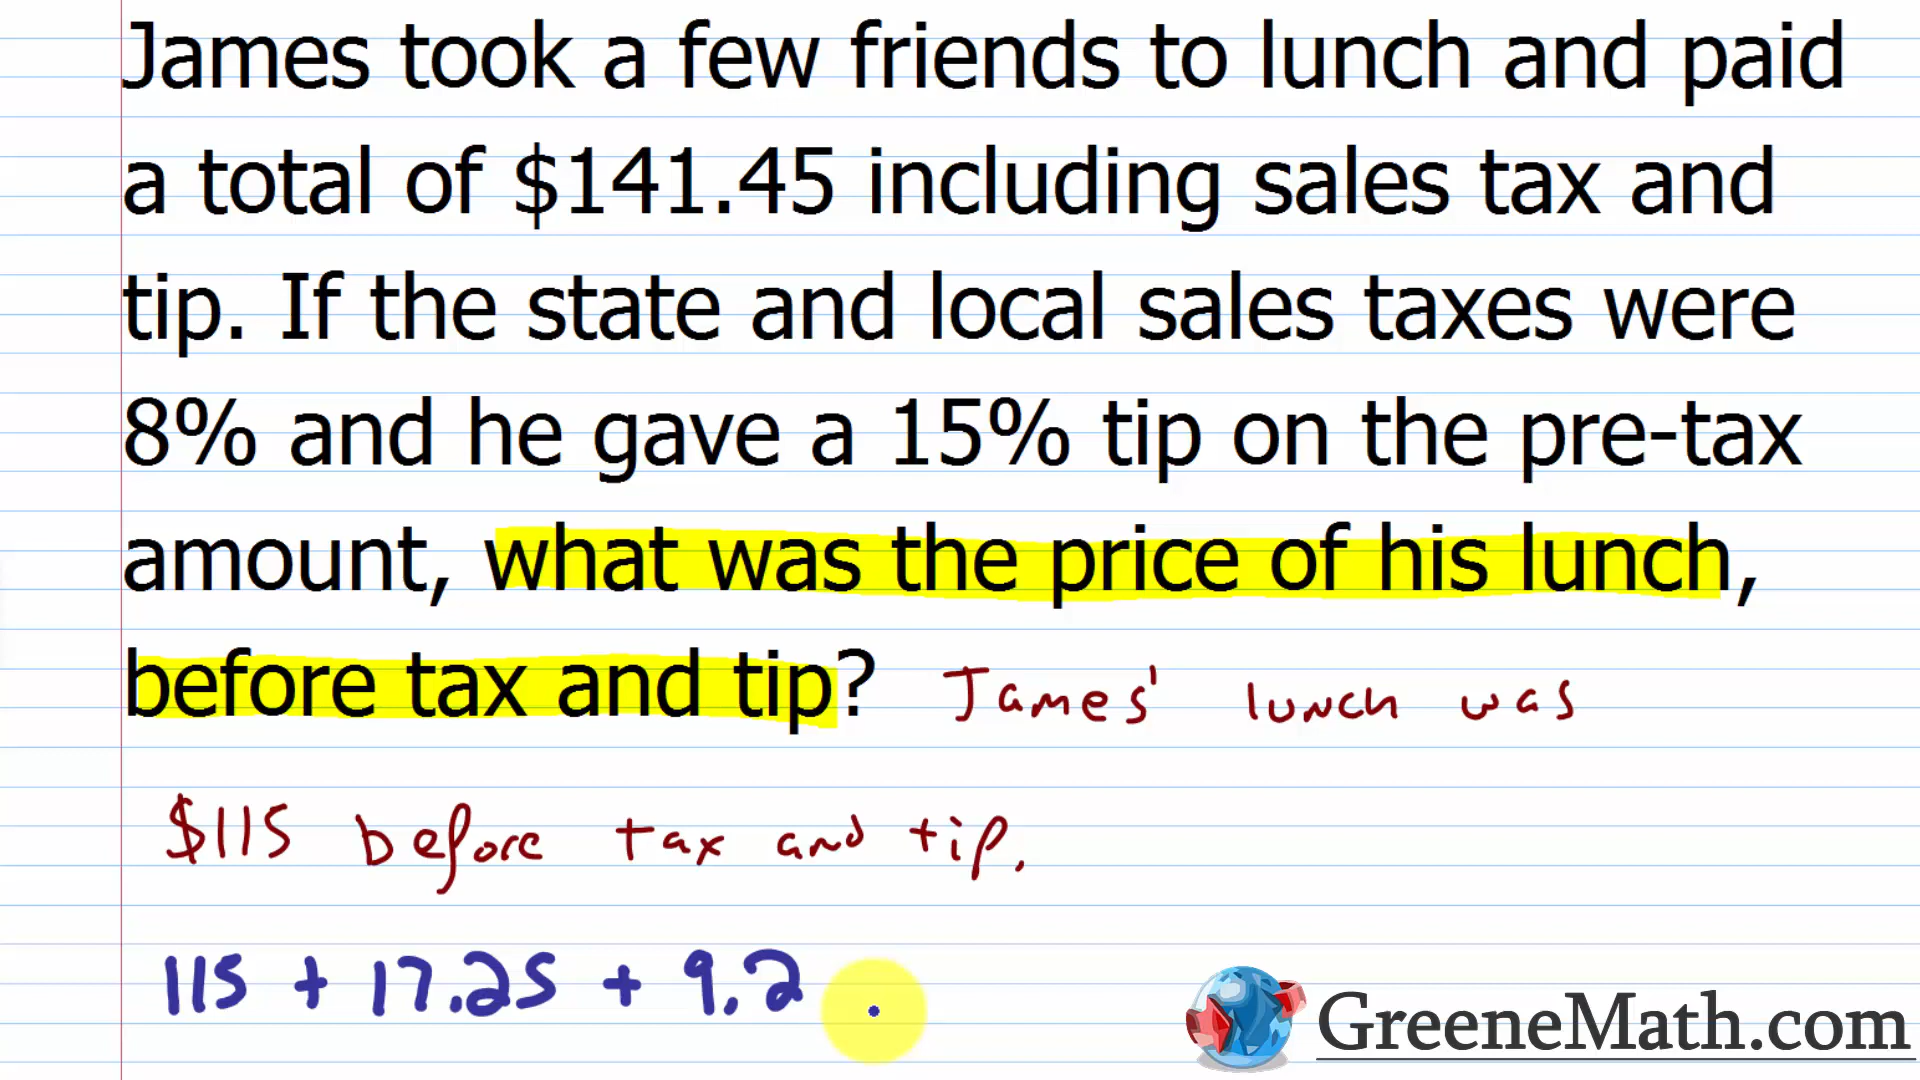 James took a few friends to lunch and paid
a total of $141.45 including sales tax and
tip. If the state and local sales taxes were
8% and he gave a 15% tip on the pre-tax
amount, what was the price of his lunch,
before tax and tip? James' lunch was
$115 before tax and tip.
115 + 17.25 + 9.2
GreeneMath.com